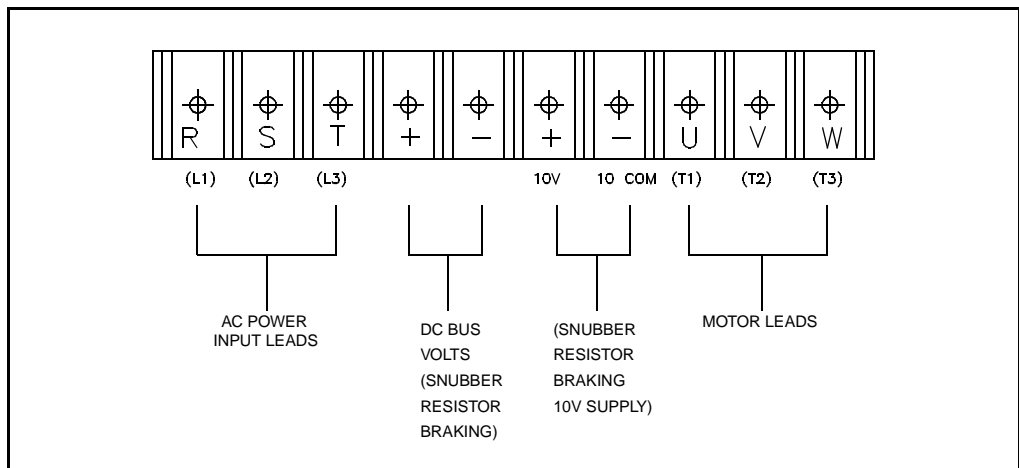 R S T + - + - U V W
(L1) (L2) (L3) 10V 10 COM (T1) (T2) (T3)
AC POWER
INPUT LEADS
DC BUS
VOLTS
(SNUBBER
RESISTOR
BRAKING)
(SNUBBER
RESISTOR
BRAKING
10V SUPPLY)
MOTOR LEADS